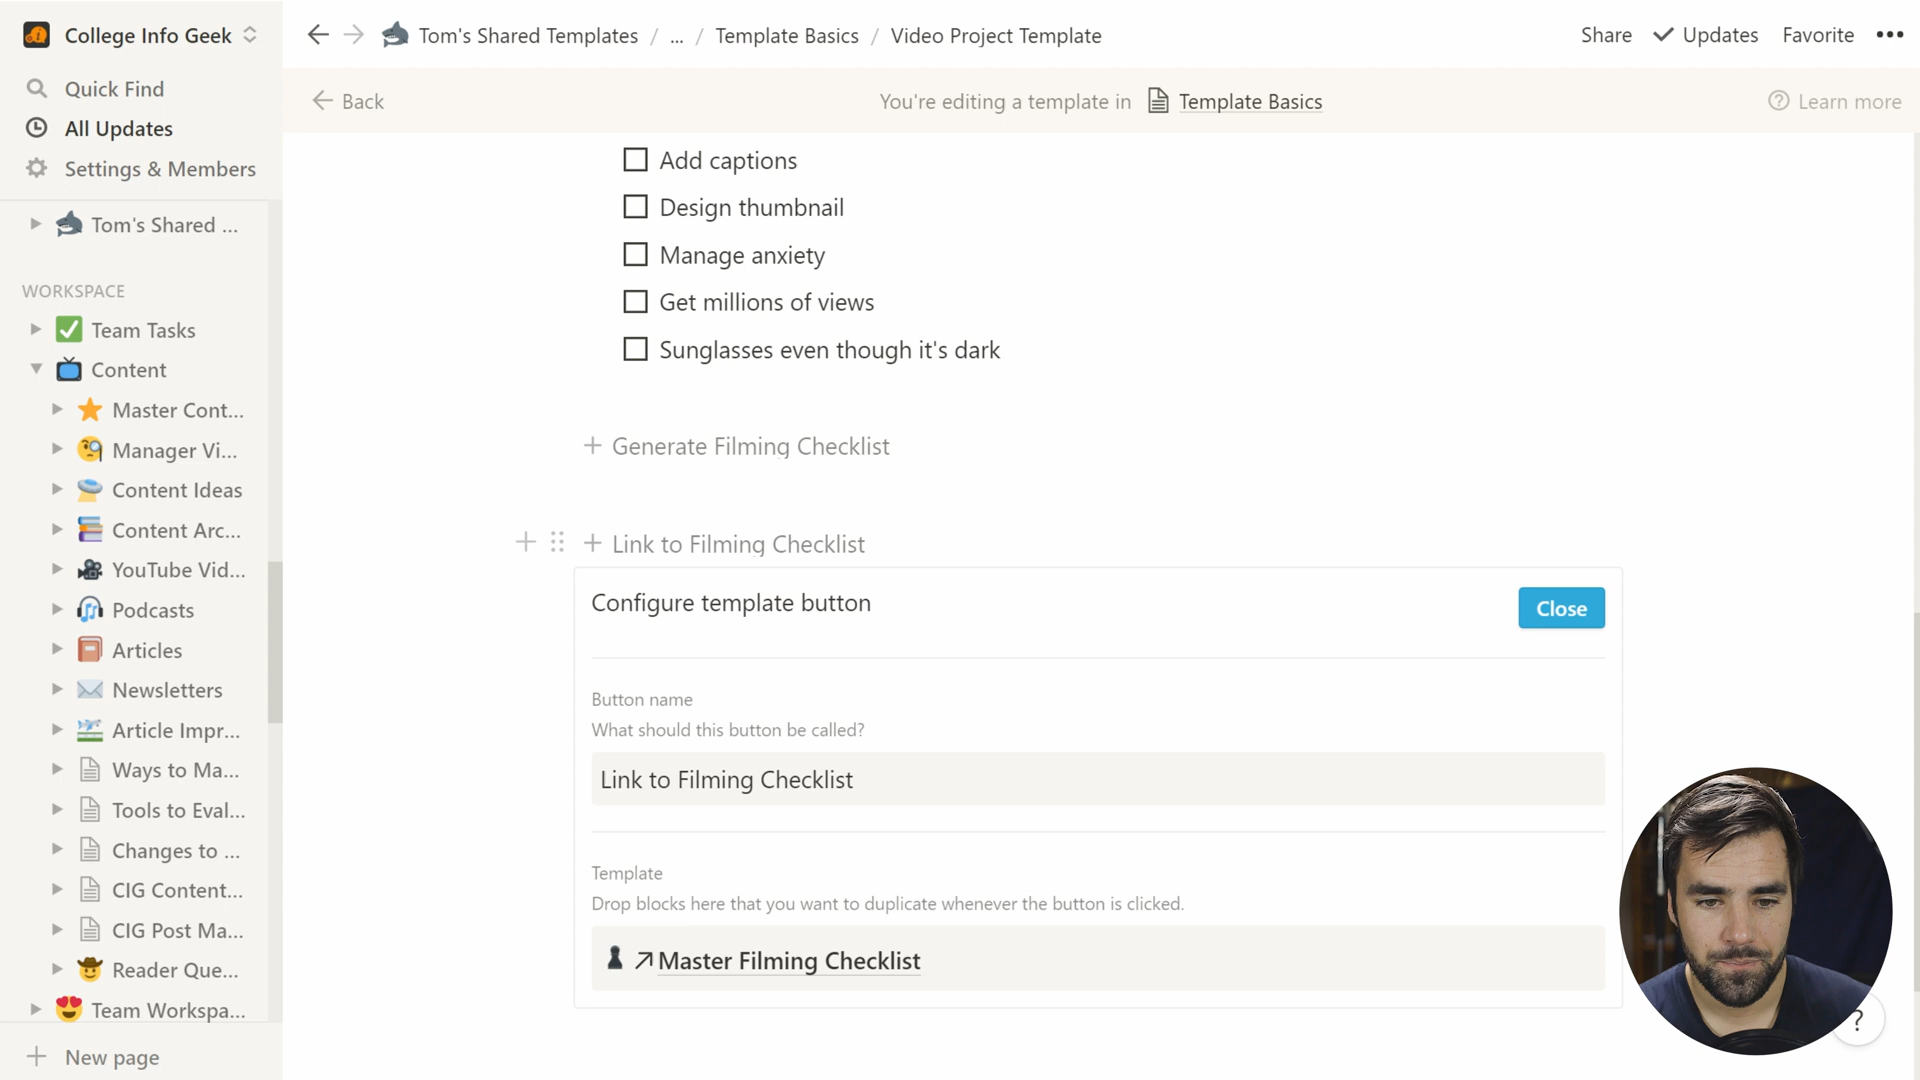 College Info Geek
Quick Find
All Updates
Settings & Members
Tom's Shared ...
WORKSPACE
Team Tasks
Content
Master Cont...
Manager Vi...
Content Ideas
Content Arc...
YouTube Vid...
Podcasts
Articles
Newsletters
Article Impr...
Ways to Ma...
Tools to Eval...
Changes to ...
CIG Content...
CIG Post Ma...
Reader Que...
Team Workspa...
+ New page
Tom's Shared Templates / ... / Template Basics / Video Project Template
Share Updates Favorite •••
Back
You're editing a template in Template Basics
? Learn more
Add captions
Design thumbnail
Manage anxiety
Get millions of views
Sunglasses even though it's dark
+ Generate Filming Checklist
+ Link to Filming Checklist
Configure template button
Close
Button name
What should this button be called?
Link to Filming Checklist
Template
Drop blocks here that you want to duplicate whenever the button is clicked.
Master Filming Checklist
?